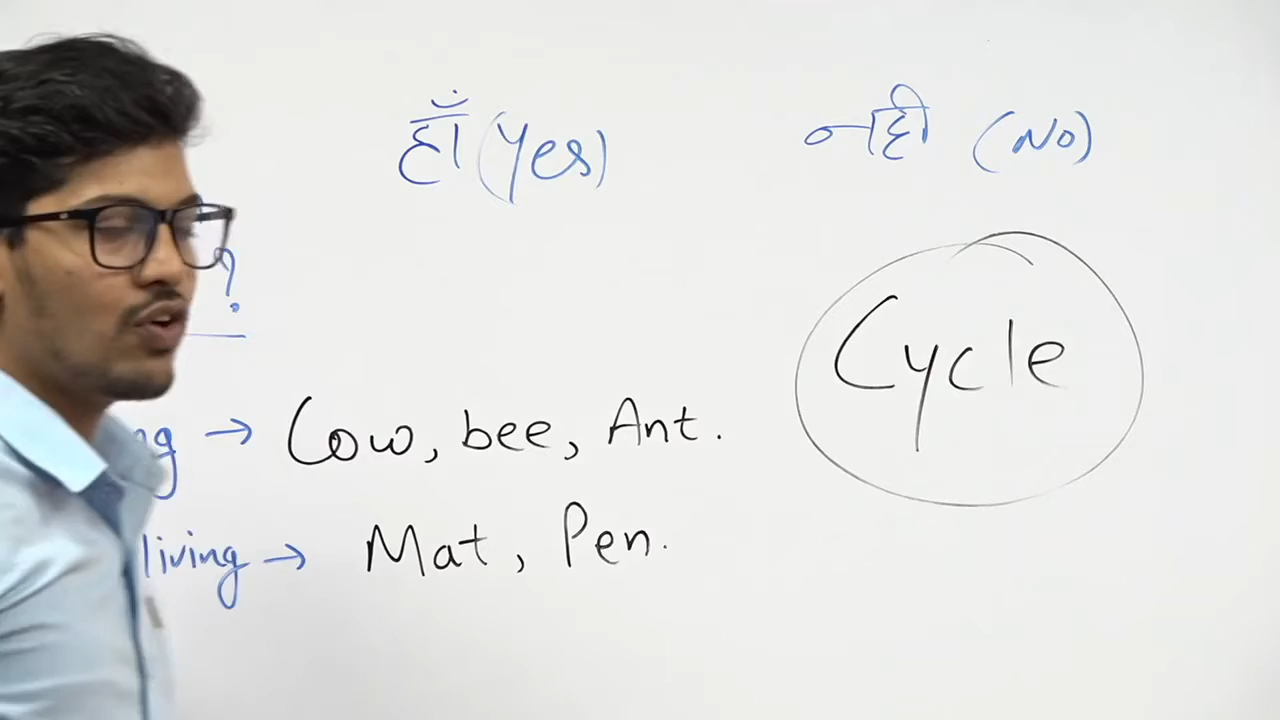 हाँ (Yes) नही (No)
?
Cycle
→ Cow, bee, Ant.
living → Mat, Pen.